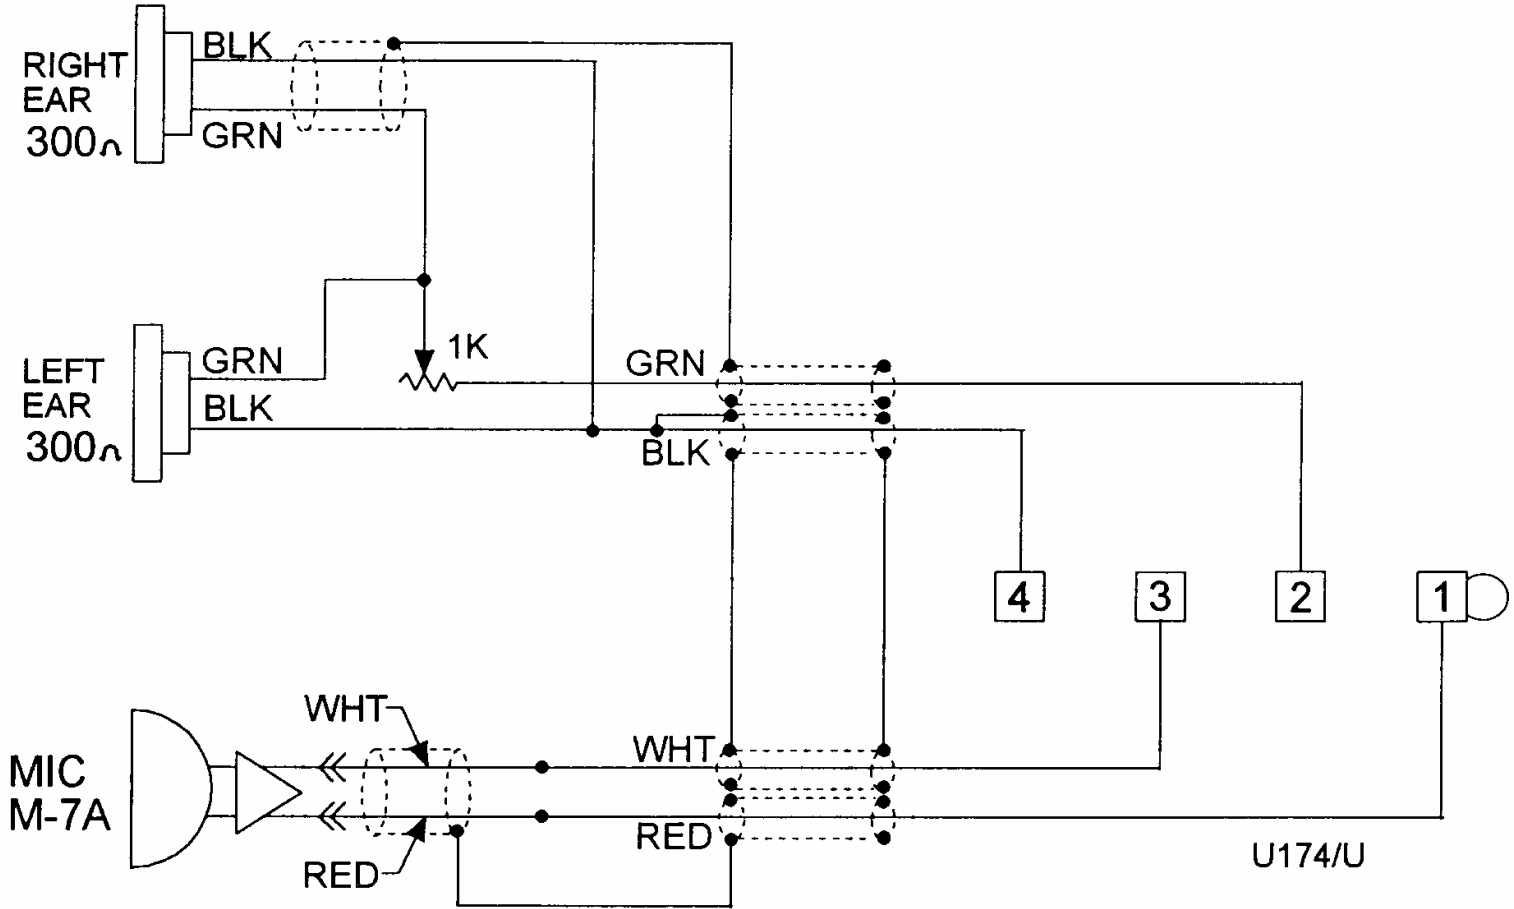 BLK
RIGHT
EAR
300Ω
GRN
1K
GRN
LEFT
EAR
300Ω
GRN
BLK
BLK
4
3
2
1
WHT
WHT
MIC
M-7A
RED
RED
U174/U